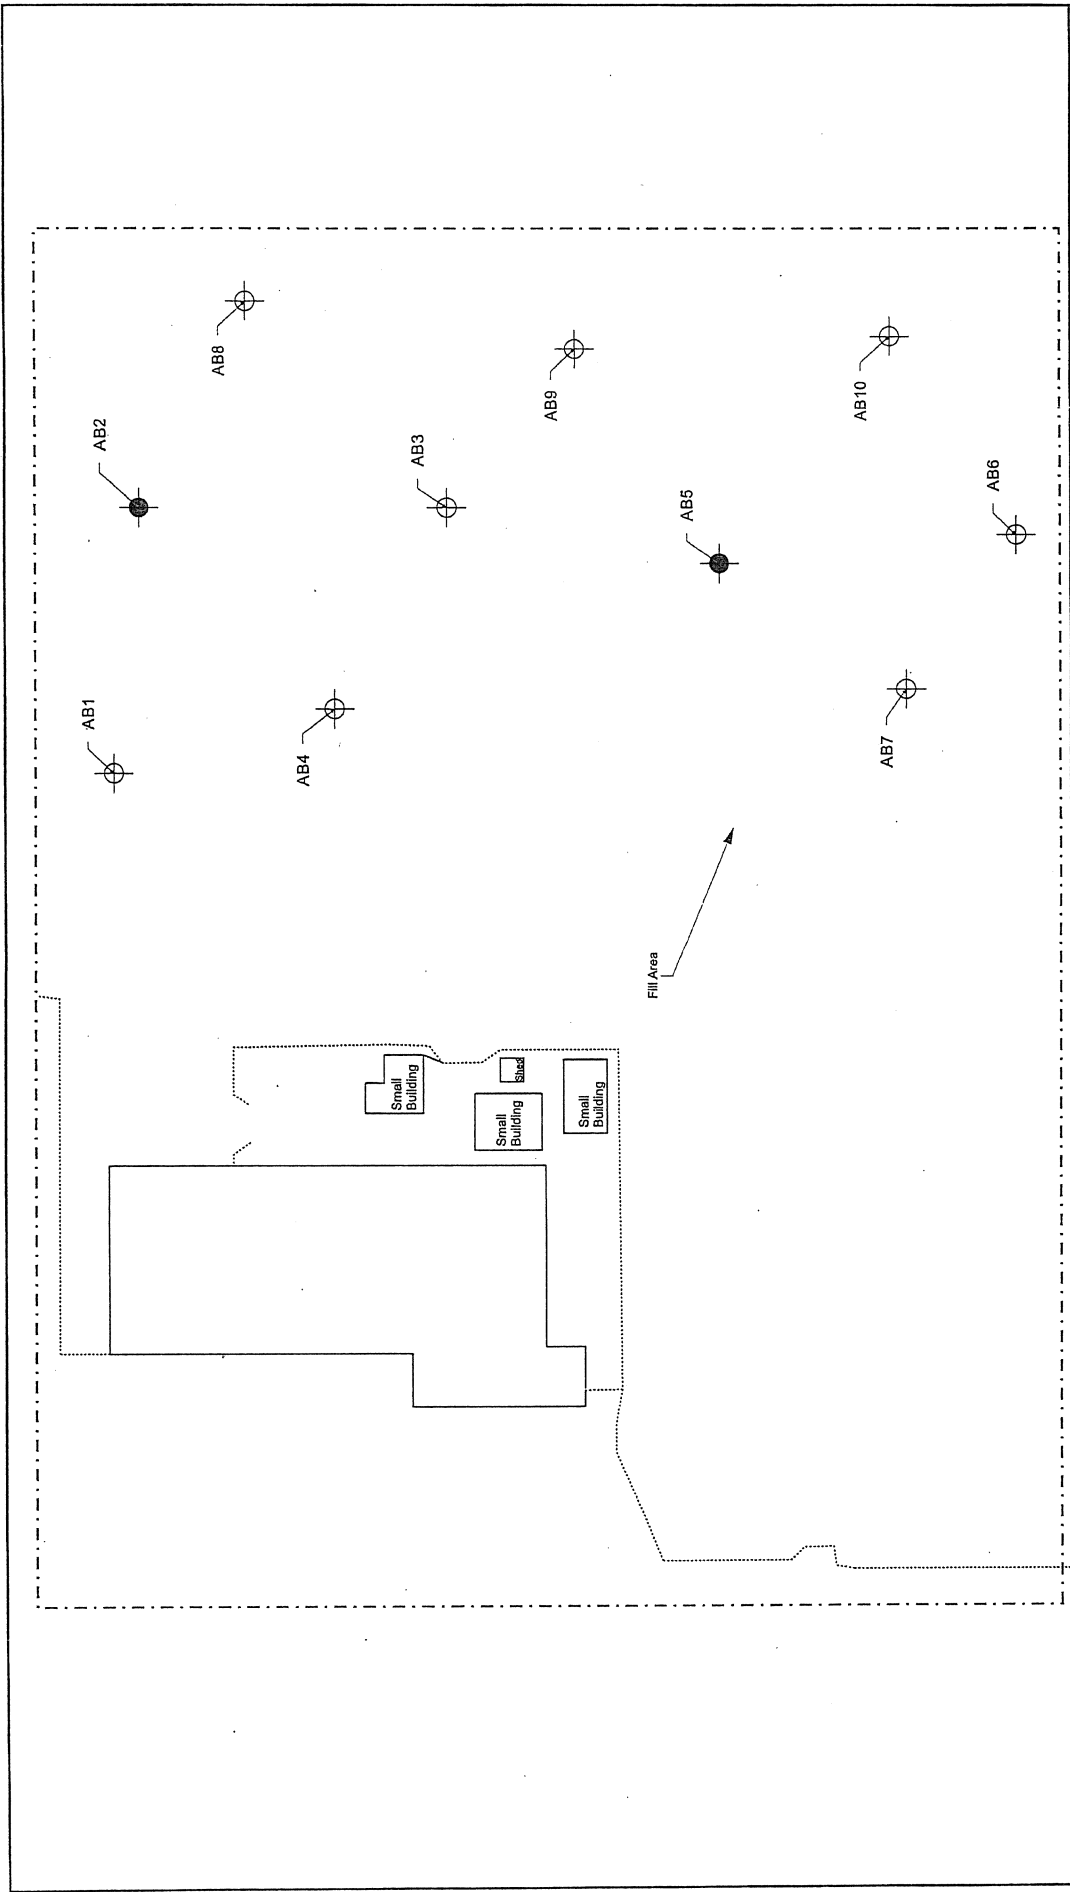 AB1
AB2
AB8
AB4
AB3
AB9
AB5
AB10
AB7
AB6
Fill Area
Small
Building
Small
Building
Shed
Small
Building